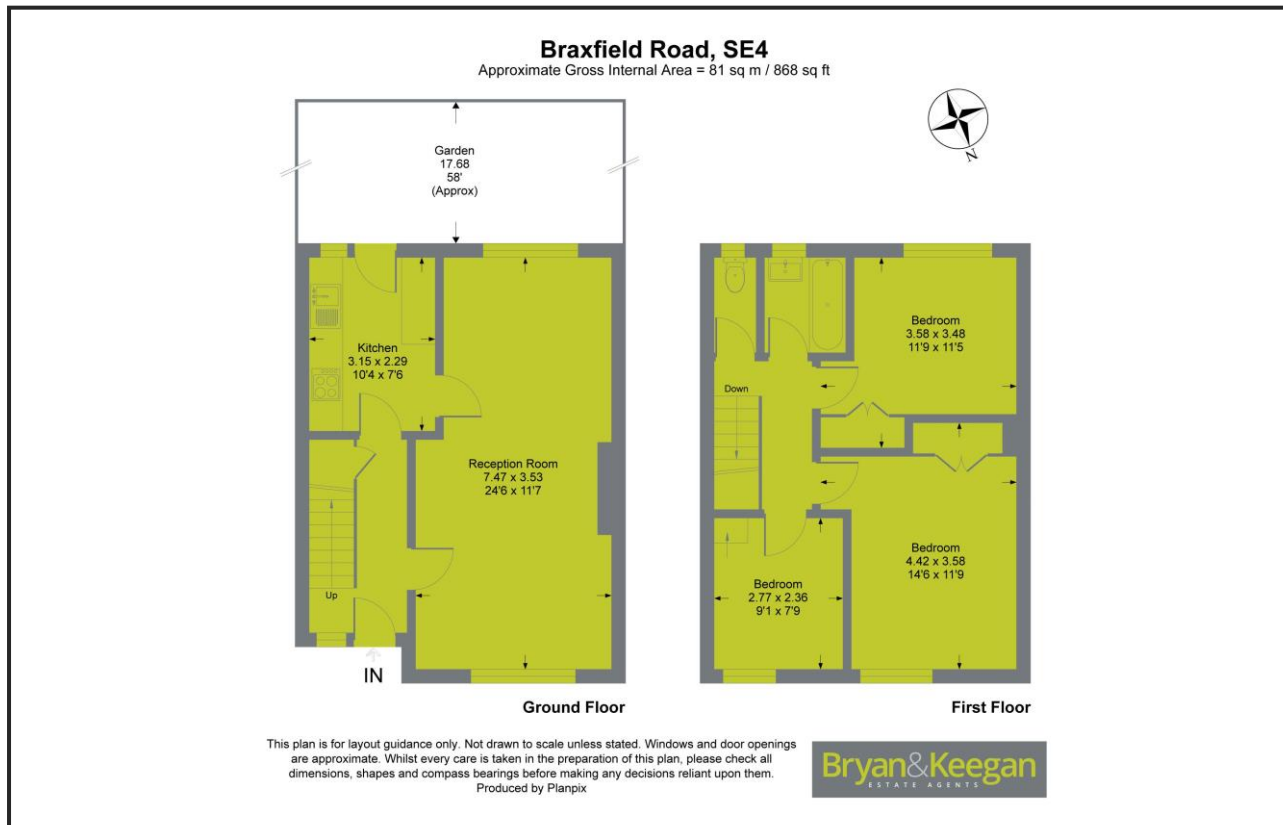 Braxfield Road, SE4
Approximate Gross Internal Area = 81 sq m / 868 sq ft
N
Garden
17.68
58'
(Approx)
Kitchen
3.15 x 2.29
10'4 x 7'6
Reception Room
7.47 x 3.53
24'6 x 11'7
Up
IN
Ground Floor
Bedroom
3.58 x 3.48
11'9 x 11'5
Down
Bedroom
4.42 x 3.58
14'6 x 11'9
Bedroom
2.77 x 2.36
9'1 x 7'9
First Floor
This plan is for layout guidance only. Not drawn to scale unless stated. Windows and door openings
are approximate. Whilst every care is taken in the preparation of this plan, please check all
dimensions, shapes and compass bearings before making any decisions reliant upon them.
Produced by Planpix
Bryan&Keegan
ESTATE AGENTS